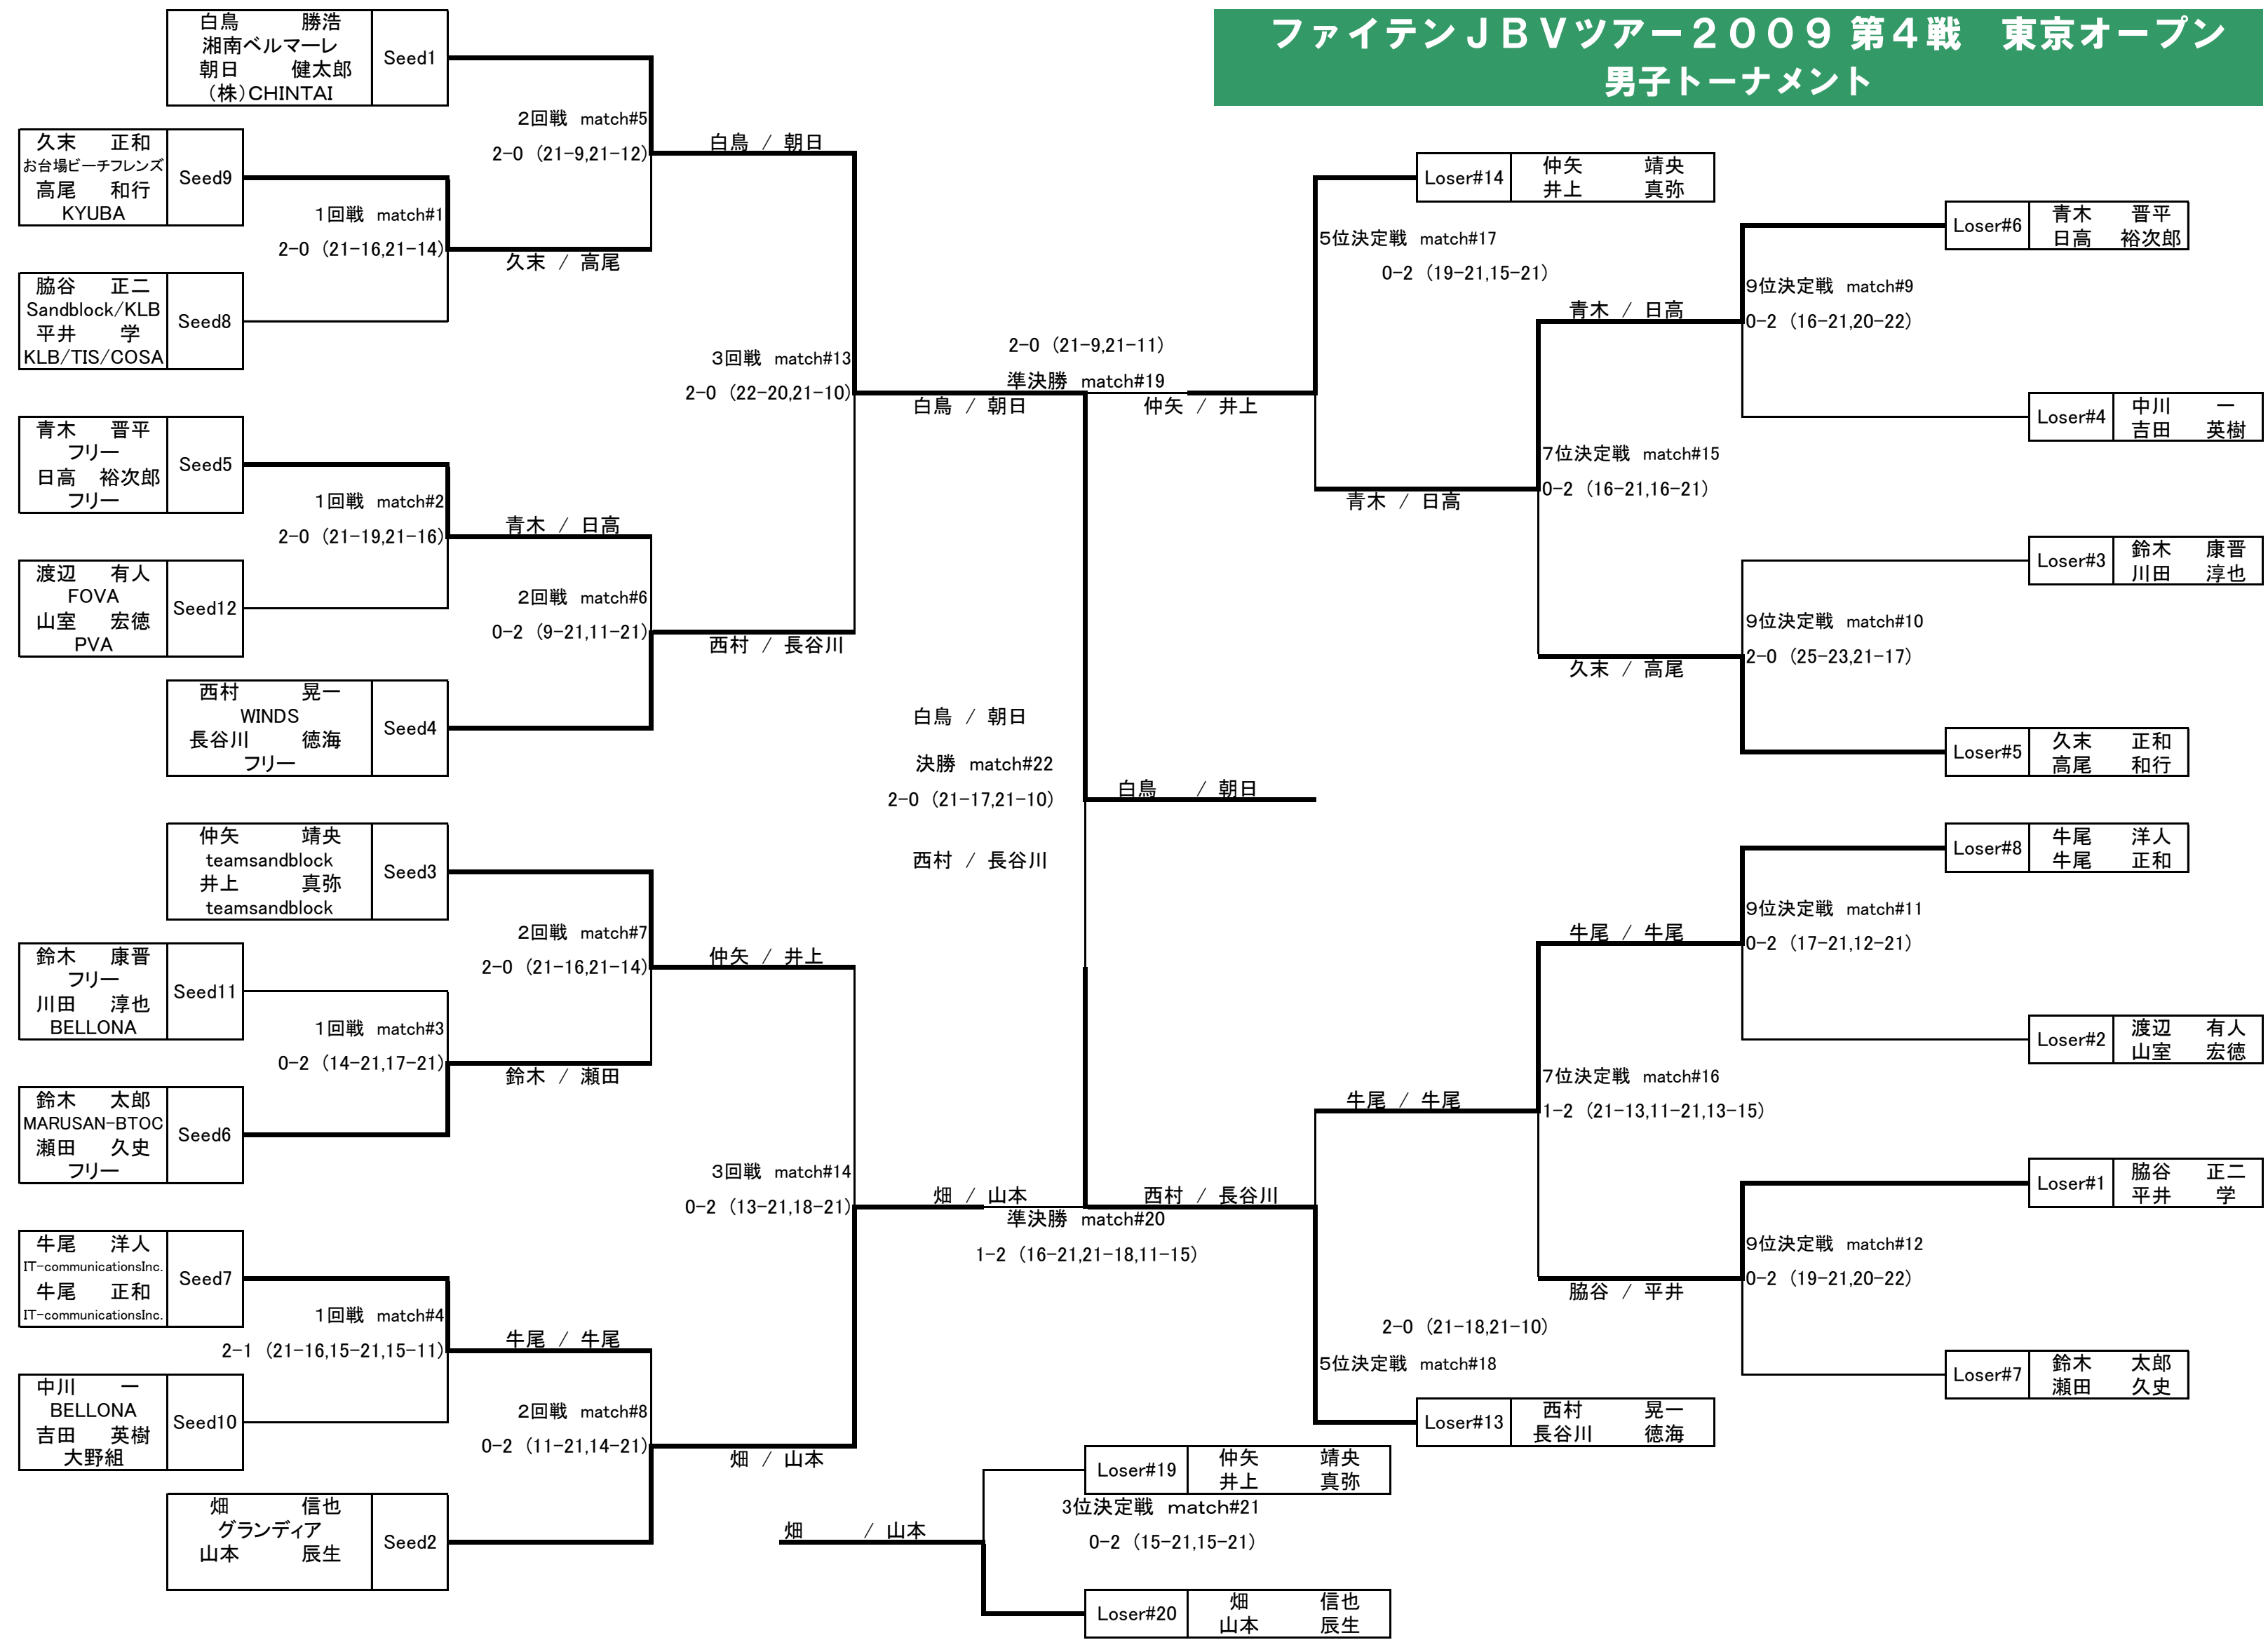 ファイテンＪＢＶツアー２００９ 第４戦　東京オープン
男子トーナメント
白鳥 勝浩
湘南ベルマーレ
朝日 健太郎
（株）CHINTAI
Seed1
久末 正和
お台場ビーチフレンズ
高尾 和行
KYUBA
Seed9
脇谷 正二
Sandblock/KLB
平井 学
KLB/TIS/COSA
Seed8
青木 晋平
フリー
日高 裕次郎
フリー
Seed5
渡辺 有人
FOVA
山室 宏徳
PVA
Seed12
西村 晃一
WINDS
長谷川 徳海
フリー
Seed4
仲矢 靖央
teamsandblock
井上 真弥
teamsandblock
Seed3
鈴木 康晋
フリー
川田 淳也
BELLONA
Seed11
鈴木 太郎
MARUSAN-BTOC
瀬田 久史
フリー
Seed6
牛尾 洋人
IT-communicationsInc.
牛尾 正和
IT-communicationsInc.
Seed7
中川 一
BELLONA
吉田 英樹
大野組
Seed10
畑 信也
グランディア
山本 辰生
Seed2
１回戦 match#1
2-0 （21-16,21-14）
久末 / 高尾
１回戦 match#2
2-0 （21-19,21-16）
青木 / 日高
１回戦 match#3
0-2 （14-21,17-21）
鈴木 / 瀬田
１回戦 match#4
2-1 （21-16,15-21,15-11）
牛尾 / 牛尾
２回戦 match#5
2-0 （21-9,21-12）
白鳥 / 朝日
２回戦 match#6
0-2 （9-21,11-21）
西村 / 長谷川
２回戦 match#7
2-0 （21-16,21-14）
仲矢 / 井上
２回戦 match#8
0-2 （11-21,14-21）
畑 / 山本
３回戦 match#13
2-0 （22-20,21-10）
白鳥 / 朝日
３回戦 match#14
0-2 （13-21,18-21）
畑 / 山本
2-0 （21-9,21-11）
準決勝 match#19
仲矢 / 井上
白鳥 / 朝日
決勝 match#22
2-0 （21-17,21-10）
西村 / 長谷川
白鳥 / 朝日
西村 / 長谷川
準決勝 match#20
1-2 （16-21,21-18,11-15）
Loser#14
仲矢 靖央
井上 真弥
５位決定戦 match#17
0-2 （19-21,15-21）
青木 / 日高
Loser#6
青木 晋平
日高 裕次郎
９位決定戦 match#9
0-2 （16-21,20-22）
青木 / 日高
Loser#4
中川 一
吉田 英樹
７位決定戦 match#15
0-2 （16-21,16-21）
Loser#3
鈴木 康晋
川田 淳也
９位決定戦 match#10
2-0 （25-23,21-17）
久末 / 高尾
Loser#5
久末 正和
高尾 和行
Loser#8
牛尾 洋人
牛尾 正和
９位決定戦 match#11
0-2 （17-21,12-21）
牛尾 / 牛尾
Loser#2
渡辺 有人
山室 宏徳
７位決定戦 match#16
1-2 （21-13,11-21,13-15）
牛尾 / 牛尾
Loser#1
脇谷 正二
平井 学
９位決定戦 match#12
0-2 （19-21,20-22）
脇谷 / 平井
Loser#7
鈴木 太郎
瀬田 久史
2-0 （21-18,21-10）
５位決定戦 match#18
Loser#13
西村 晃一
長谷川 徳海
Loser#19
仲矢 靖央
井上 真弥
３位決定戦 match#21
0-2 （15-21,15-21）
畑 / 山本
Loser#20
畑 信也
山本 辰生